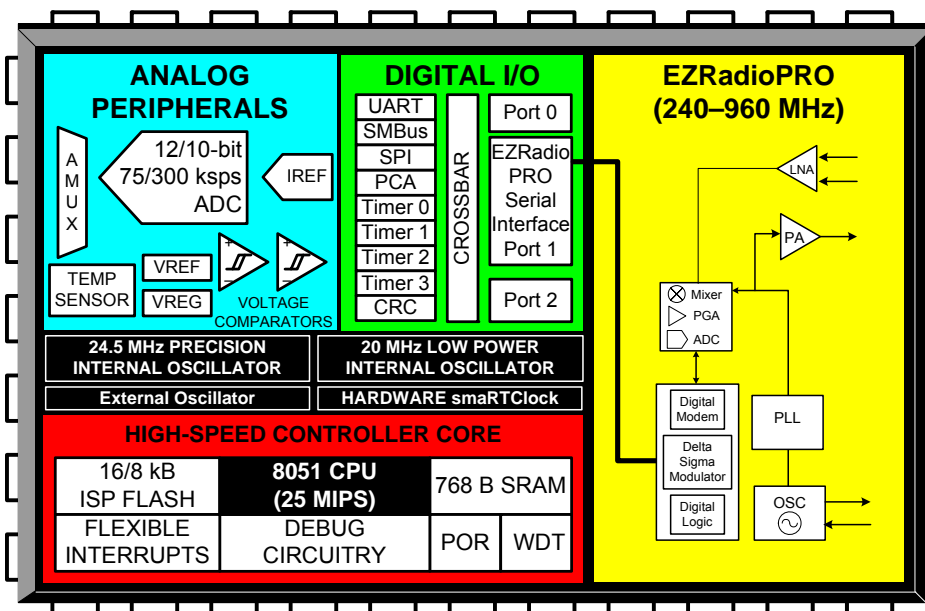 ANALOG
PERIPHERALS
A
M
U
X
12/10-bit
75/300 ksps
ADC
IREF
TEMP
SENSOR
VREF
VREG
VOLTAGE
COMPARATORS
DIGITAL I/O
UART
SMBus
SPI
PCA
Timer 0
Timer 1
Timer 2
Timer 3
CRC
CROSSBAR
Port 0
EZRadio
PRO
Serial
Interface
Port 1
Port 2
24.5 MHz PRECISION
INTERNAL OSCILLATOR
20 MHz LOW POWER
INTERNAL OSCILLATOR
External Oscillator
HARDWARE smaRTClock
HIGH-SPEED CONTROLLER CORE
16/8 kB
ISP FLASH
8051 CPU
(25 MIPS)
768 B SRAM
FLEXIBLE
INTERRUPTS
DEBUG
CIRCUITRY
POR
WDT
EZRadioPRO
(240–960 MHz)
LNA
PA
Mixer
PGA
ADC
Digital
Modem
Delta
Sigma
Modulator
Digital
Logic
PLL
OSC